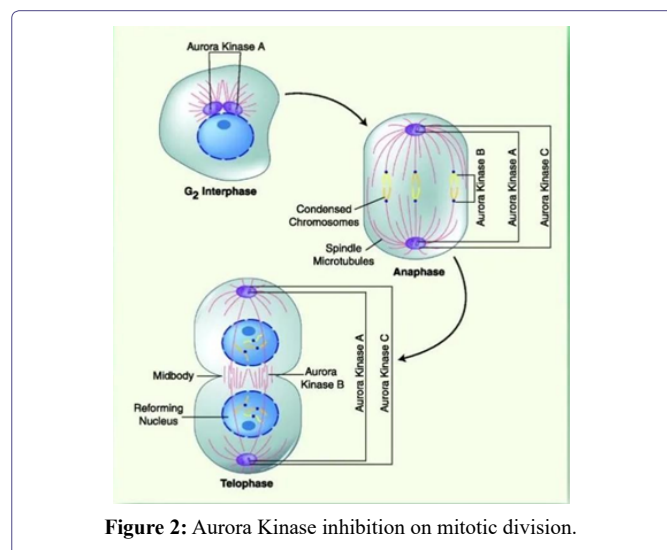 Aurora Kinase A
G2 Interphase
Condensed
Chromosomes
Spindle
Microtubules
Anaphase
Aurora Kinase B
Aurora Kinase A
Aurora Kinase C
Midbody
Aurora
Kinase B
Reforming
Nucleus
Telophase
Aurora Kinase A
Aurora Kinase C
Figure 2: Aurora Kinase inhibition on mitotic division.